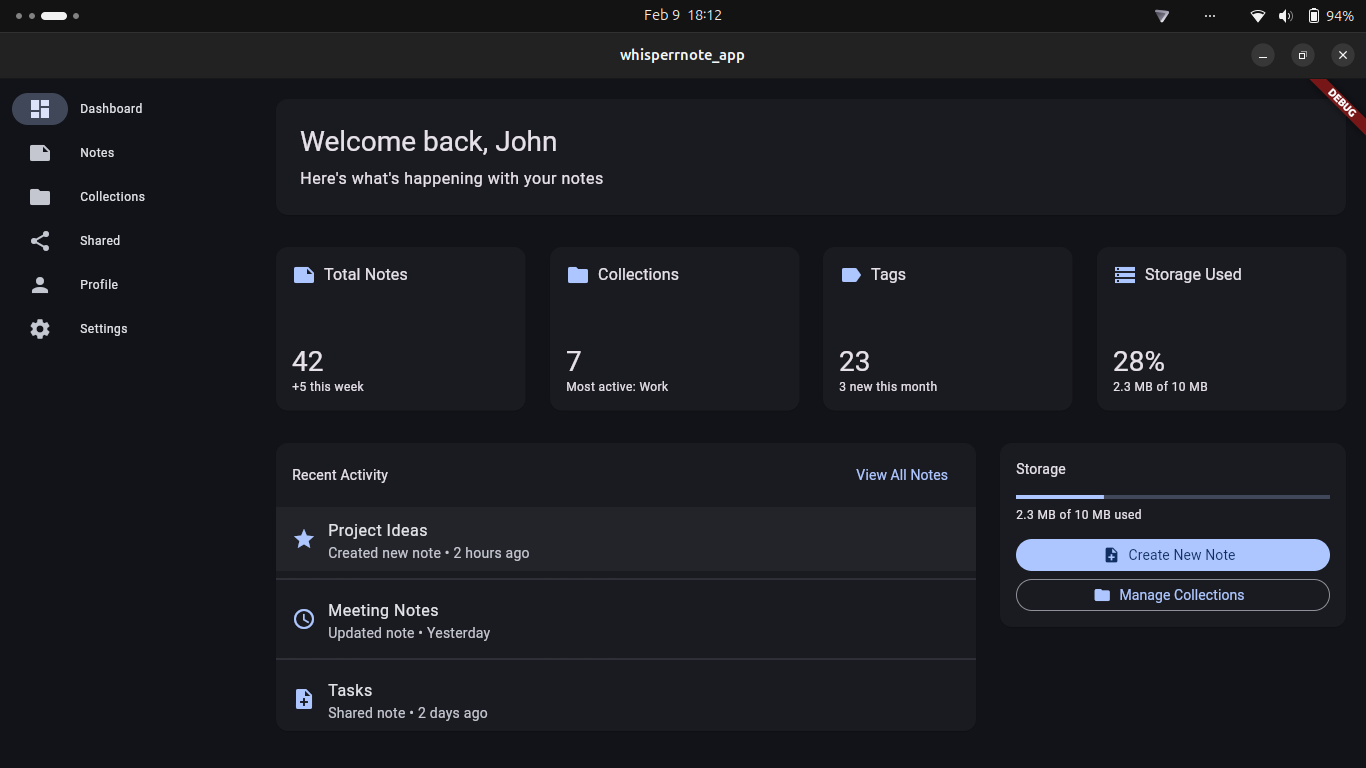 Feb 9 18:12
94%
whisperrnote_app
DEBUG
Dashboard
Notes
Collections
Shared
Profile
Settings
Welcome back, John
Here's what's happening with your notes
Total Notes
42
+5 this week
Collections
7
Most active: Work
Tags
23
3 new this month
Storage Used
28%
2.3 MB of 10 MB
Recent Activity
View All Notes
Project Ideas
Created new note • 2 hours ago
Meeting Notes
Updated note • Yesterday
Tasks
Shared note • 2 days ago
Storage
2.3 MB of 10 MB used
Create New Note
Manage Collections